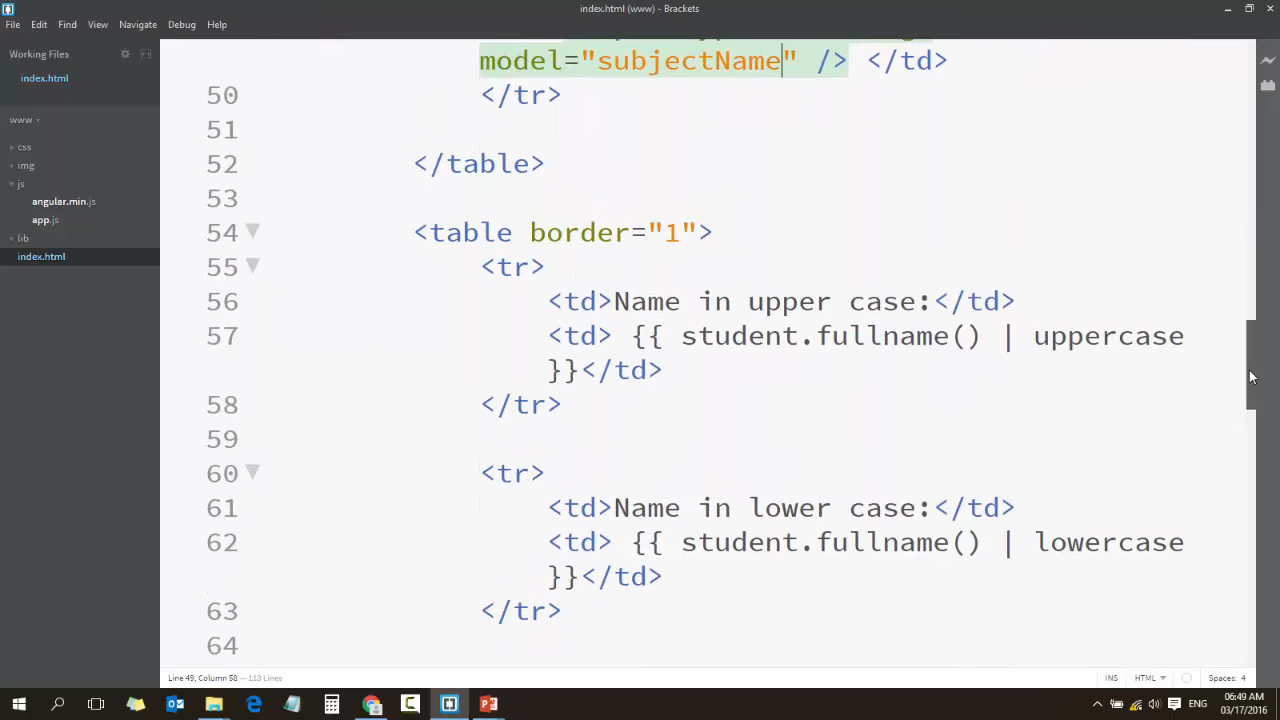 index.html (www) - Brackets
File Edit Find View Navigate Debug Help
Working Files
index.html
www
css
img
js
angular.min.js
app.js
lib
index.html
model="subjectName" /> </td>
50 </tr>
51
52 </table>
53
54 <table border="1">
55 <tr>
56 <td>Name in upper case:</td>
57 <td> {{ student.fullname() | uppercase
}}</td>
58 </tr>
59
60 <tr>
61 <td>Name in lower case:</td>
62 <td> {{ student.fullname() | lowercase
}}</td>
63 </tr>
64
Line 49, Column 58 — 113 Lines
INS HTML Spaces: 4
ENG
06:49 AM
03/17/2016